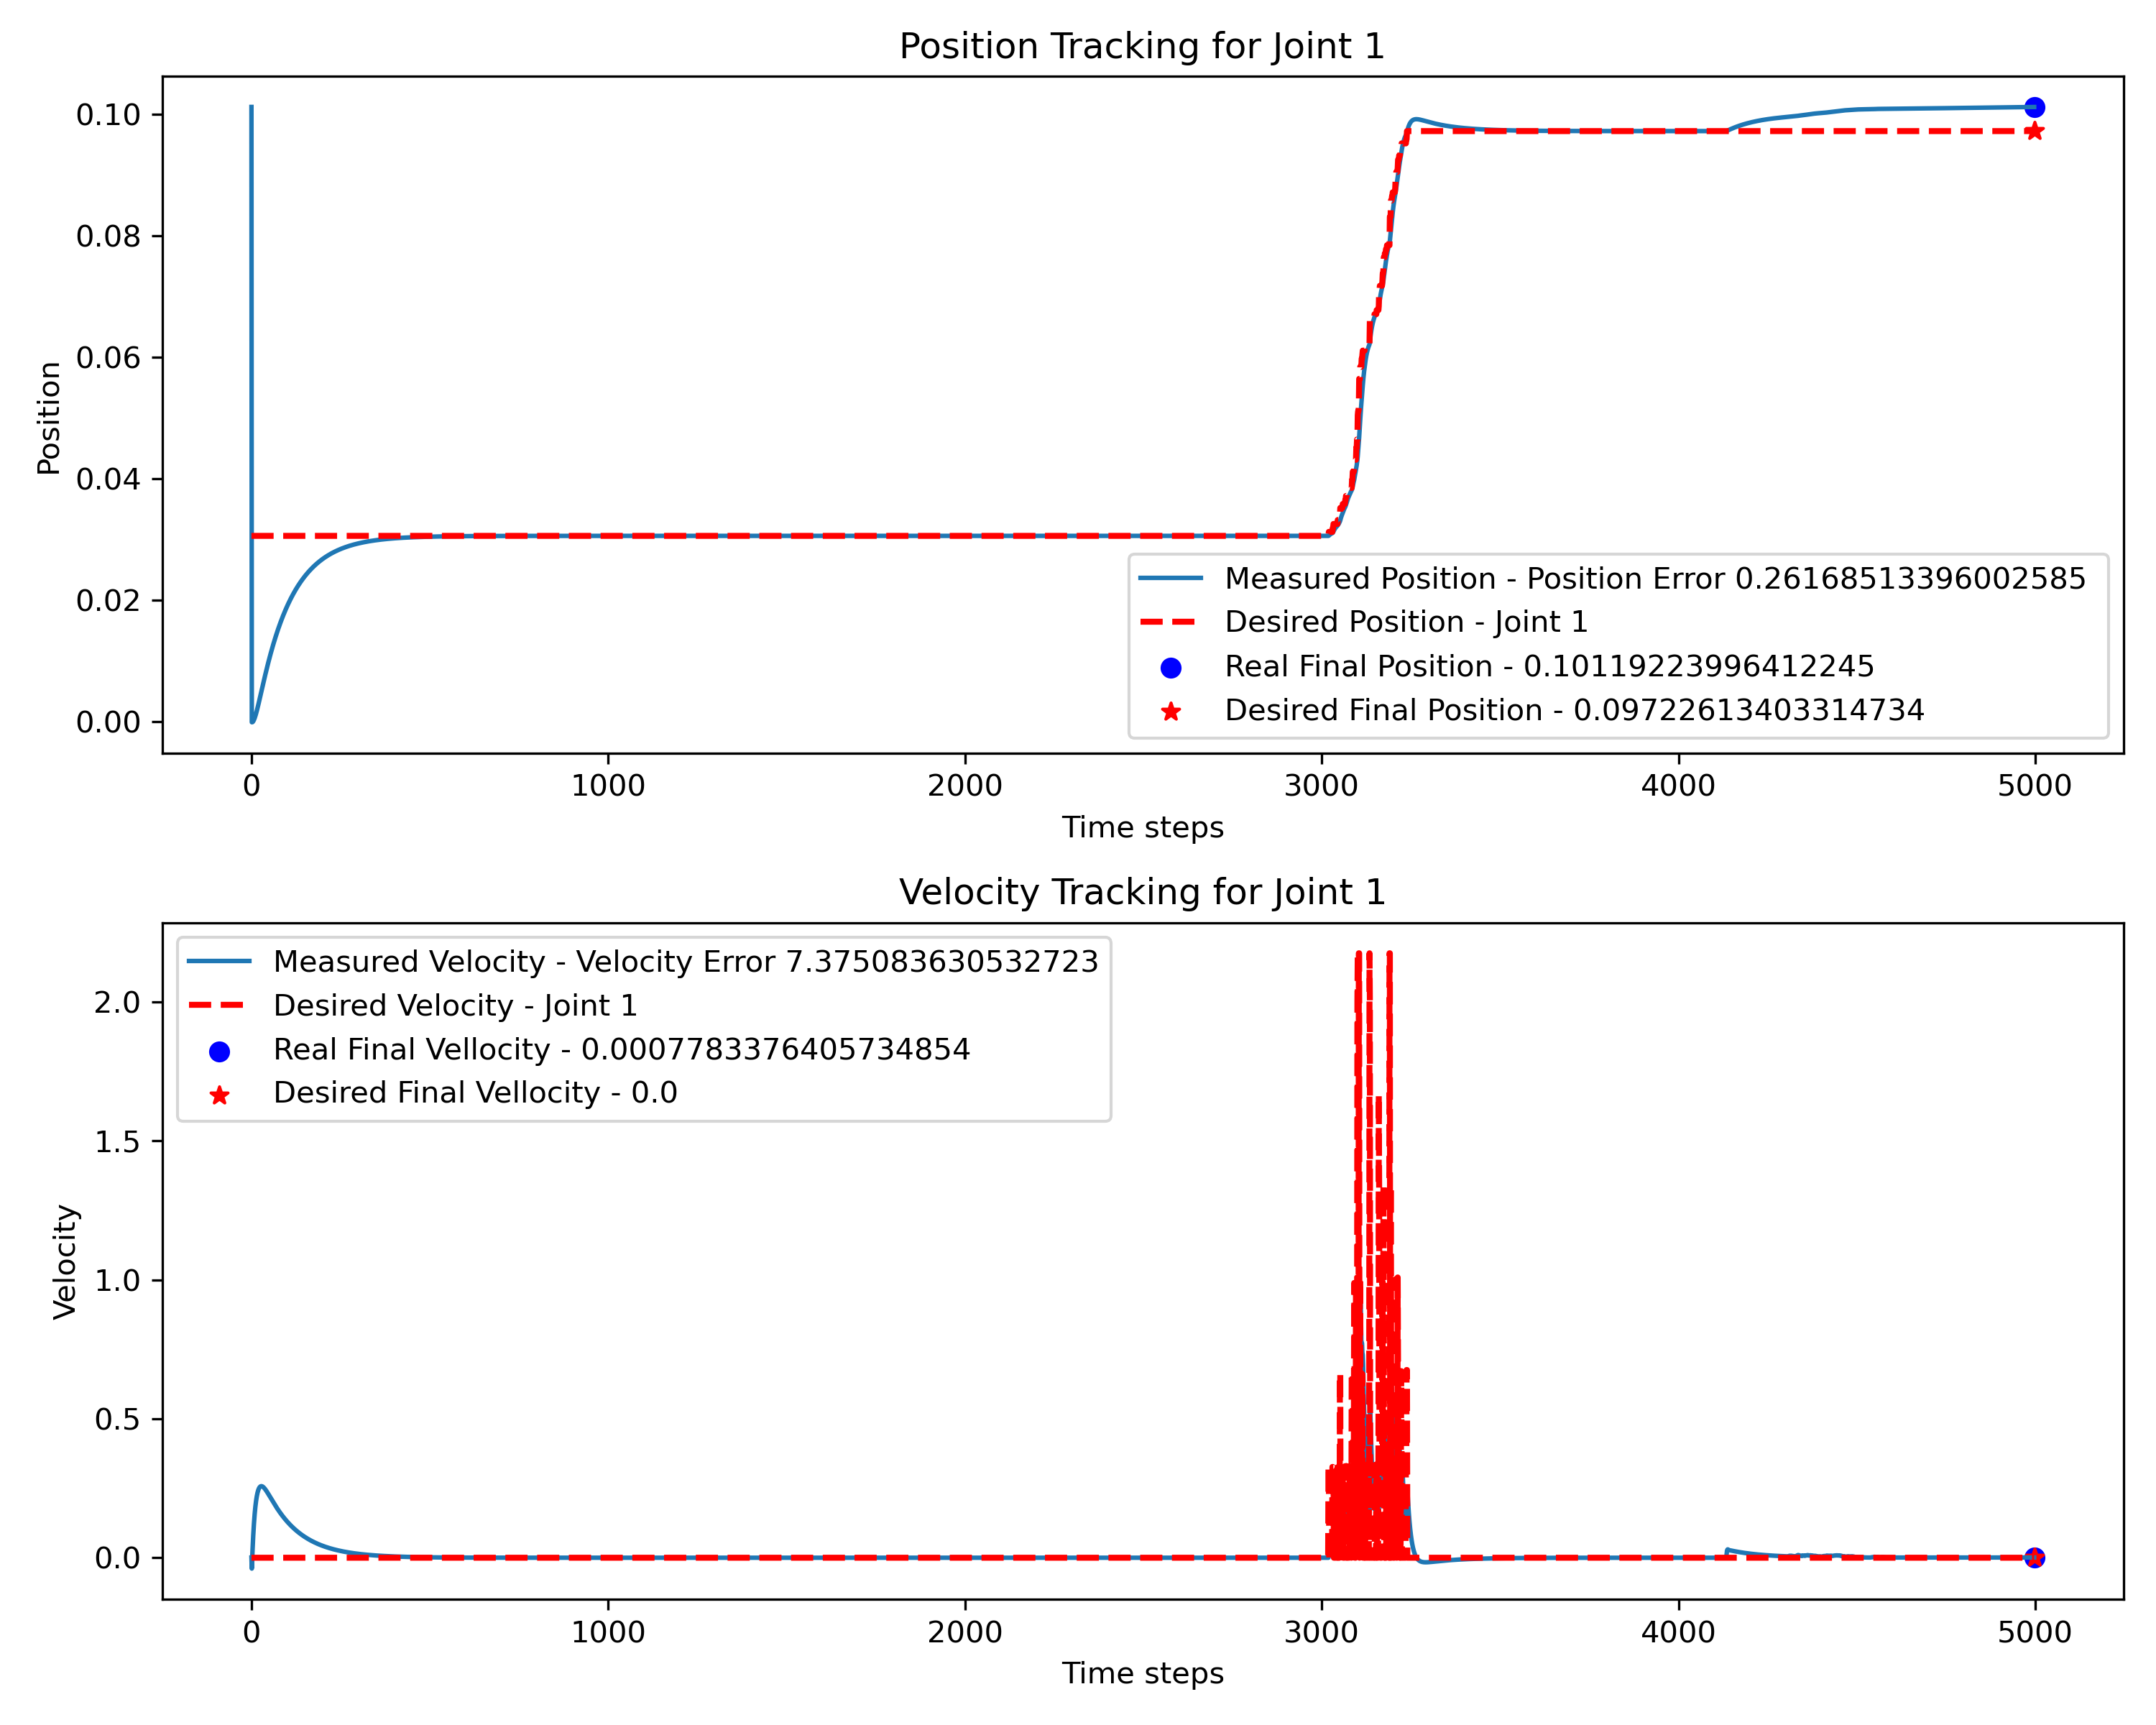 Position Tracking for Joint 1
0.10
0.08
0.06
0.04
0.02
0.00
Position
Measured Position - Position Error 0.26168513396002585
Desired Position - Joint 1
Real Final Position - 0.10119223996412245
Desired Final Position - 0.09722613403314734
0 1000 2000 3000 4000 5000
Time steps
Velocity Tracking for Joint 1
Measured Velocity - Velocity Error 7.375083630532723
Desired Velocity - Joint 1
Real Final Vellocity - 0.0007783376405734854
Desired Final Vellocity - 0.0
2.0
1.5
1.0
0.5
0.0
Velocity
0 1000 2000 3000 4000 5000
Time steps